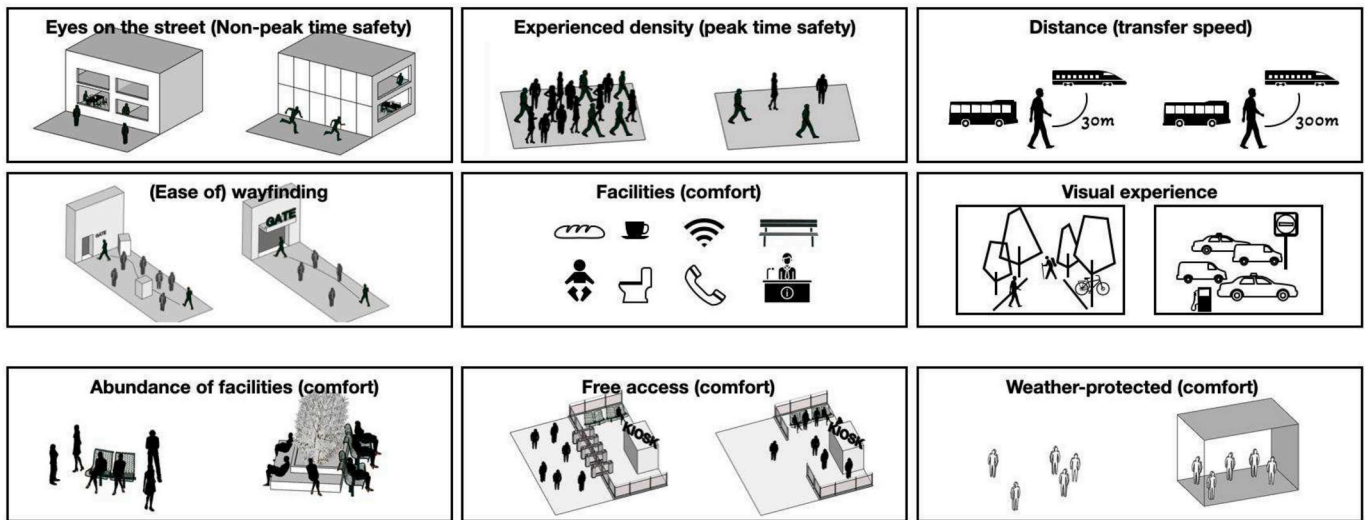 Eyes on the street (Non-peak time safety)
Experienced density (peak time safety)
Distance (transfer speed)
30m
300m
(Ease of) wayfinding
GATE
GATE
Facilities (comfort)
i
Visual experience
Abundance of facilities (comfort)
Free access (comfort)
KIOSK
KIOSK
Weather-protected (comfort)